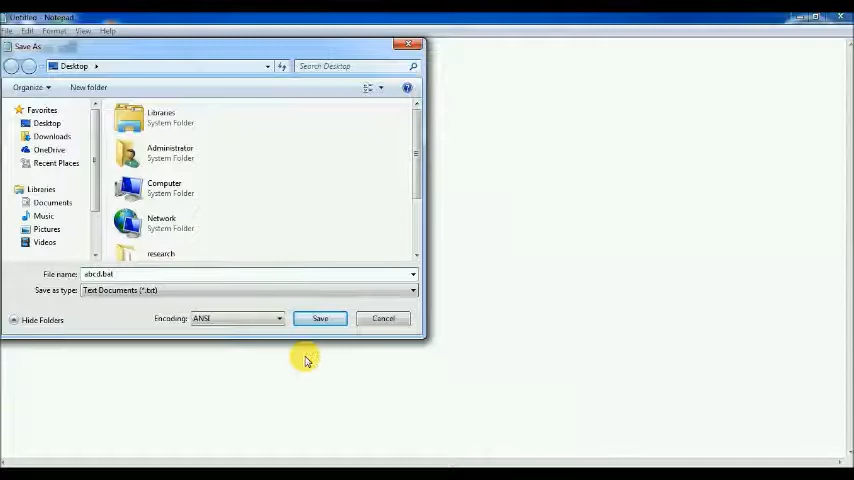 Untitled - Notepad
File Edit Format View Help
Save As
Desktop
Search Desktop
Organize
New folder
Favorites
Desktop
Downloads
OneDrive
Recent Places
Libraries
Documents
Music
Pictures
Videos
Libraries
System Folder
Administrator
System Folder
Computer
System Folder
Network
System Folder
research
File name: abcd.bat
Save as type: Text Documents (*.txt)
Hide Folders
Encoding: ANSI
Save
Cancel